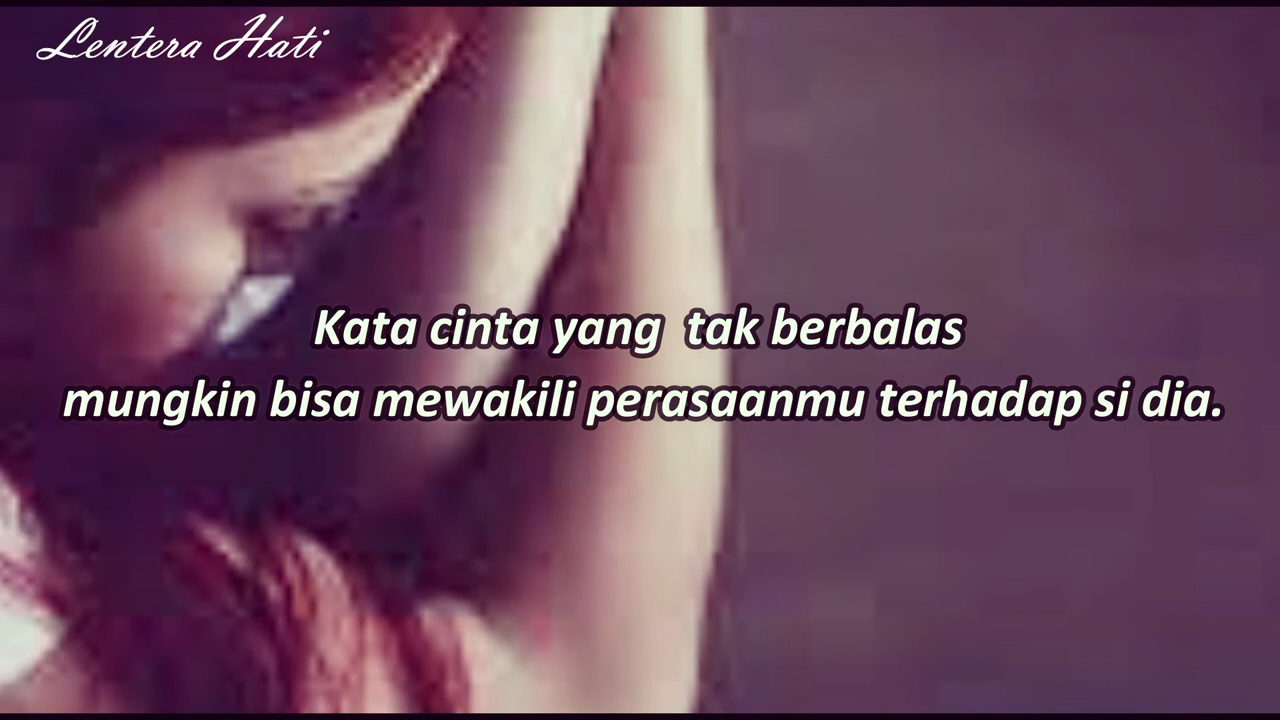 Lentera Hati
Kata cinta yang tak berbalas
mungkin bisa mewakili perasaanmu terhadap si dia.